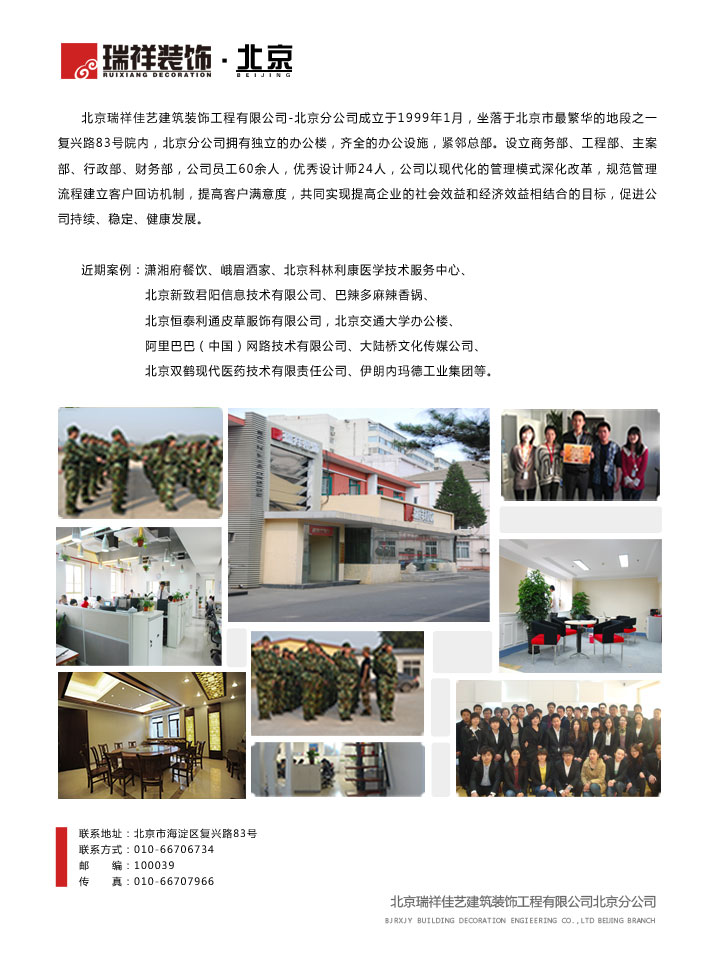 瑞祥装饰·北京
RUIXIANG DECORATION BEIJING
北京瑞祥佳艺建筑装饰工程有限公司-北京分公司成立于1999年1月，坐落于北京市最繁华的地段之一
复兴路83号院内，北京分公司拥有独立的办公楼，齐全的办公设施，紧邻总部。设立商务部、工程部、主案
部、行政部、财务部，公司员工60余人，优秀设计师24人，公司以现代化的管理模式深化改革，规范管理
流程建立客户回访机制，提高客户满意度，共同实现提高企业的社会效益和经济效益相结合的目标，促进公
司持续、稳定、健康发展。
近期案例：潇湘府餐饮、峨眉酒家、北京科林利康医学技术服务中心、
北京新致君阳信息技术有限公司、巴辣多麻辣香锅、
北京恒泰利通皮草服饰有限公司，北京交通大学办公楼、
阿里巴巴（中国）网路技术有限公司、大陆桥文化传媒公司、
北京双鹤现代医药技术有限责任公司、伊朗内玛德工业集团等。
联系地址：北京市海淀区复兴路83号
联系方式：010-66706734
邮　　编：100039
传　　真：010-66707966
北京瑞祥佳艺建筑装饰工程有限公司北京分公司
BJRXJY BUILDING DECORATION ENGIEERING CO.,LTD BEIJING BRANCH